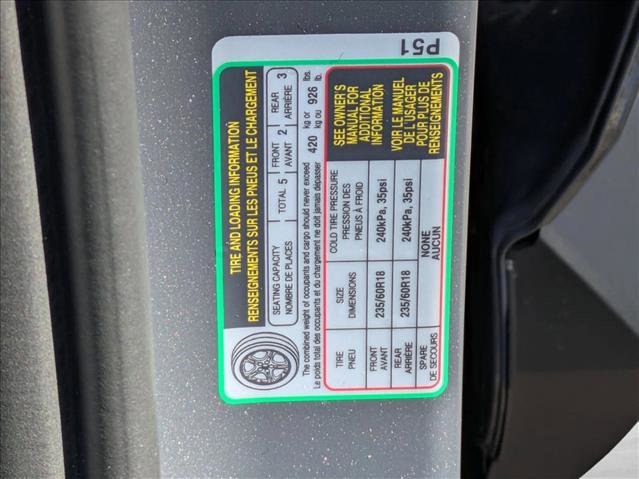 P51
TIRE AND LOADING INFORMATION
RENSEIGNEMENTS SUR LES PNEUS ET LE CHARGEMENT
SEATING CAPACITY
NOMBRE DE PLACES
TOTAL 5
FRONT 2
AVANT
REAR 3
ARRIÈRE
The combined weight of occupants and cargo should never exceed 420 kg or 926 lbs.
Le poids total des occupants et du chargement ne doit jamais dépasser kg ou lb.
TIRE
PNEU
SIZE
DIMENSIONS
COLD TIRE PRESSURE
PRESSION DES
PNEUS À FROID
SEE OWNER'S
MANUAL FOR
ADDITIONAL
INFORMATION
FRONT
AVANT
235/60R18
240kPa, 35psi
REAR
ARRIÈRE
235/60R18
240kPa, 35psi
VOIR LE MANUEL
DE L'USAGER
POUR PLUS DE
RENSEIGNEMENTS
SPARE
DE SECOURS
NONE
AUCUN